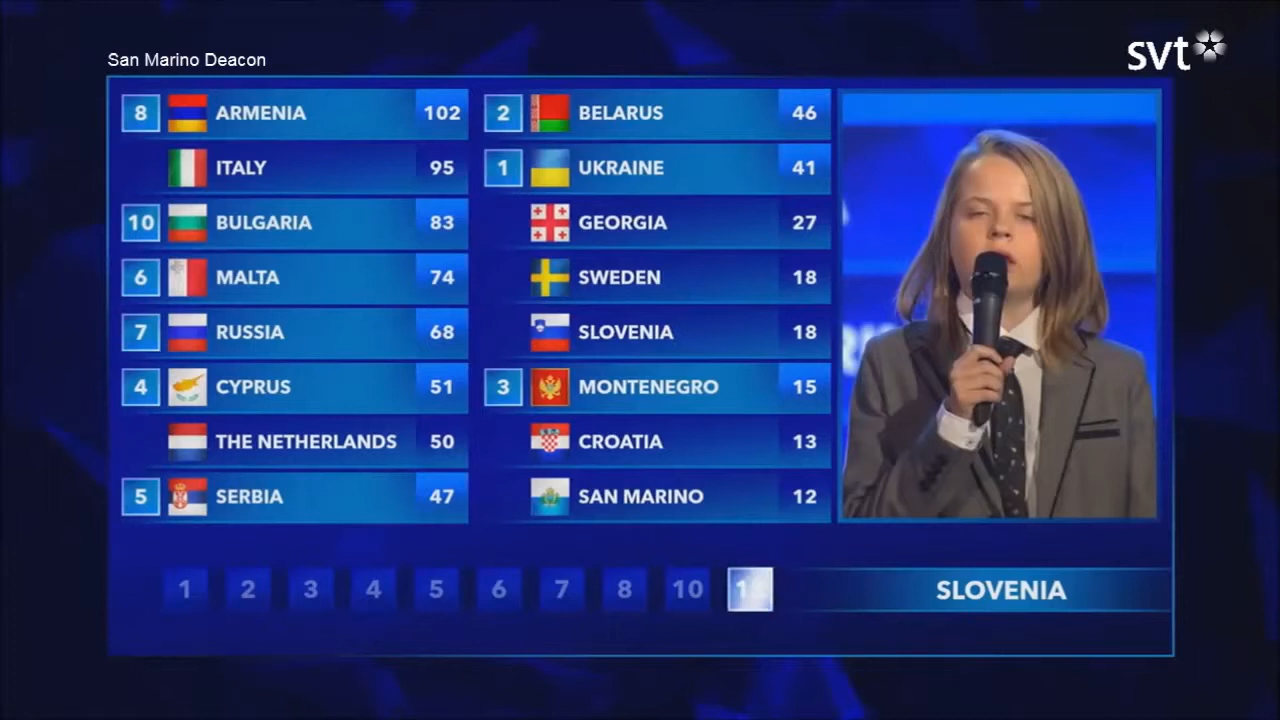 San Marino Deacon
svt
8 ARMENIA 102
ITALY 95
10 BULGARIA 83
6 MALTA 74
7 RUSSIA 68
4 CYPRUS 51
THE NETHERLANDS 50
5 SERBIA 47
2 BELARUS 46
1 UKRAINE 41
GEORGIA 27
SWEDEN 18
SLOVENIA 18
3 MONTENEGRO 15
CROATIA 13
SAN MARINO 12
1 2 3 4 5 6 7 8 10
SLOVENIA